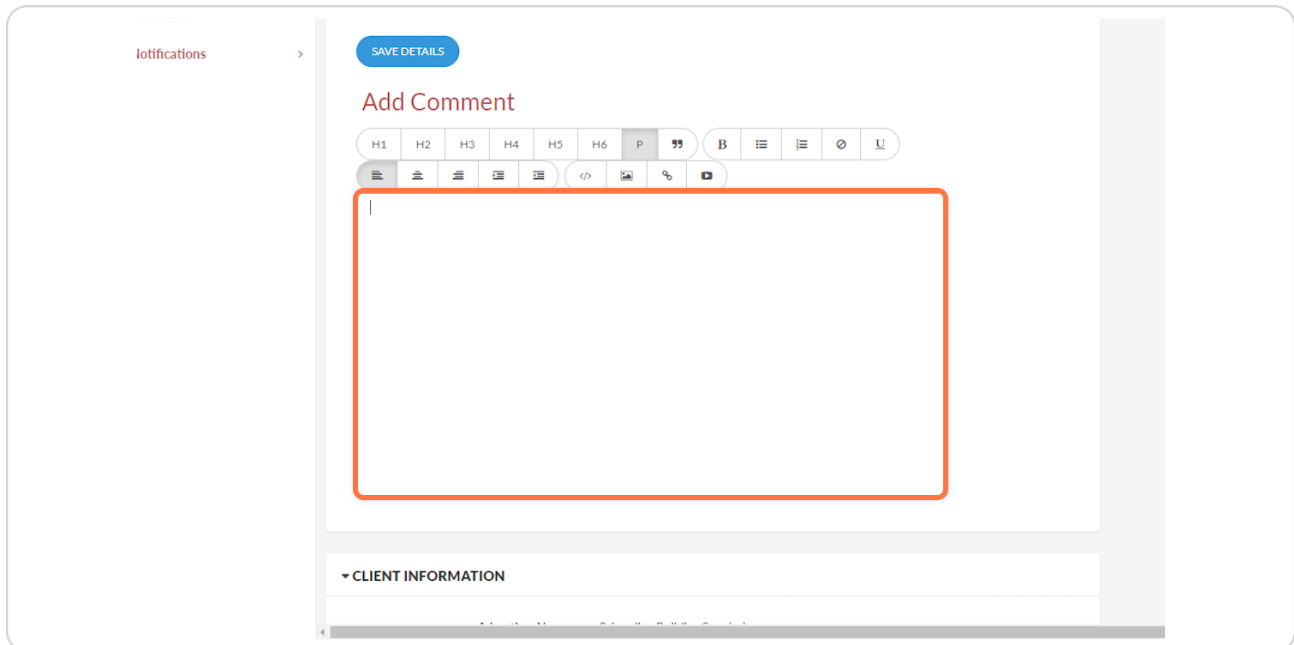 lotifications
SAVE DETAILS
Add Comment
H1 H2 H3 H4 H5 H6 P B U
</>
CLIENT INFORMATION